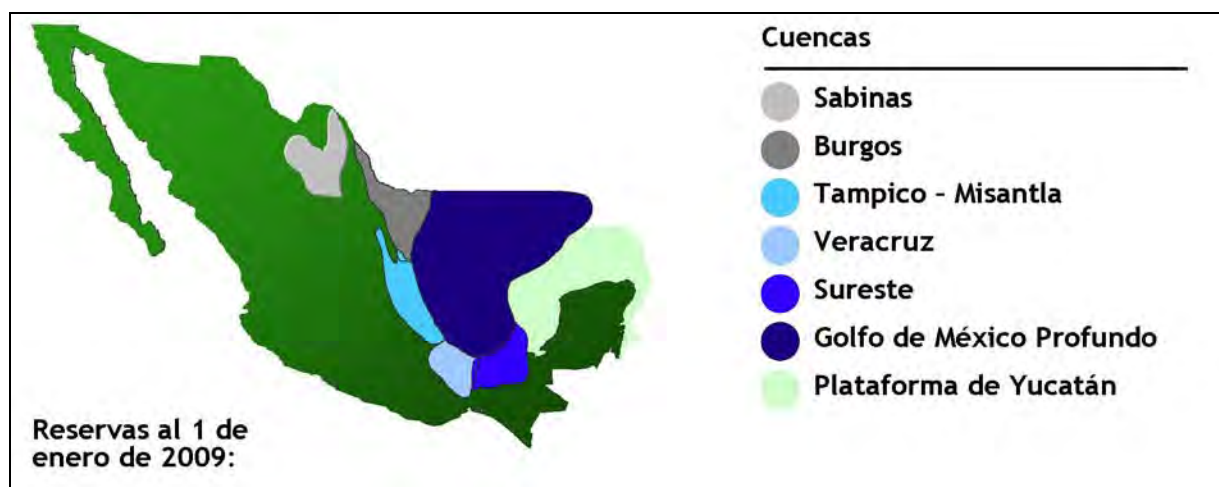 Cuencas
Sabinas
Burgos
Tampico - Misantla
Veracruz
Sureste
Golfo de México Profundo
Plataforma de Yucatán
Reservas al 1 de
enero de 2009: